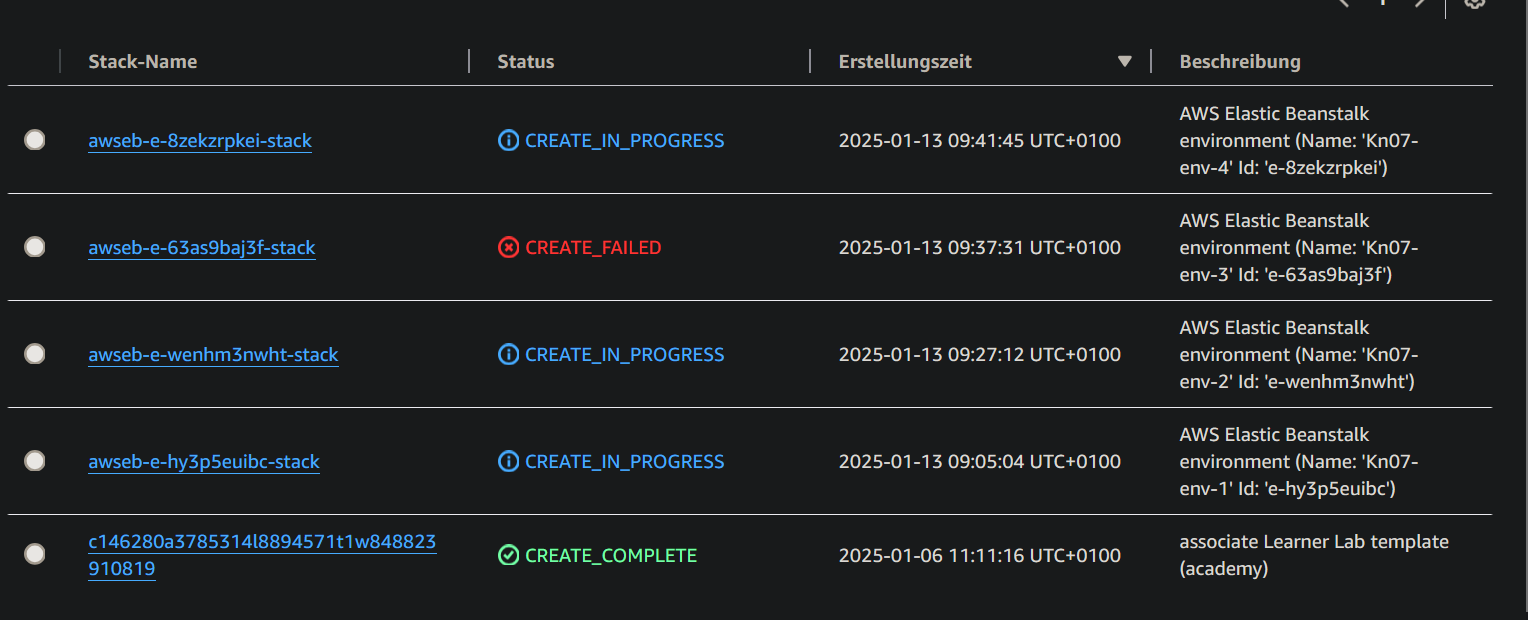 Stack-Name
Status
Erstellungszeit
Beschreibung
awseb-e-8zekzrpkei-stack
CREATE_IN_PROGRESS
2025-01-13 09:41:45 UTC+0100
AWS Elastic Beanstalk
environment (Name: 'Kn07-
env-4' Id: 'e-8zekzrpkei')
awseb-e-63as9baj3f-stack
CREATE_FAILED
2025-01-13 09:37:31 UTC+0100
AWS Elastic Beanstalk
environment (Name: 'Kn07-
env-3' Id: 'e-63as9baj3f')
awseb-e-wenhm3nwht-stack
CREATE_IN_PROGRESS
2025-01-13 09:27:12 UTC+0100
AWS Elastic Beanstalk
environment (Name: 'Kn07-
env-2' Id: 'e-wenhm3nwht')
awseb-e-hy3p5euibc-stack
CREATE_IN_PROGRESS
2025-01-13 09:05:04 UTC+0100
AWS Elastic Beanstalk
environment (Name: 'Kn07-
env-1' Id: 'e-hy3p5euibc')
c146280a3785314l8894571t1w848823
910819
CREATE_COMPLETE
2025-01-06 11:11:16 UTC+0100
associate Learner Lab template
(academy)